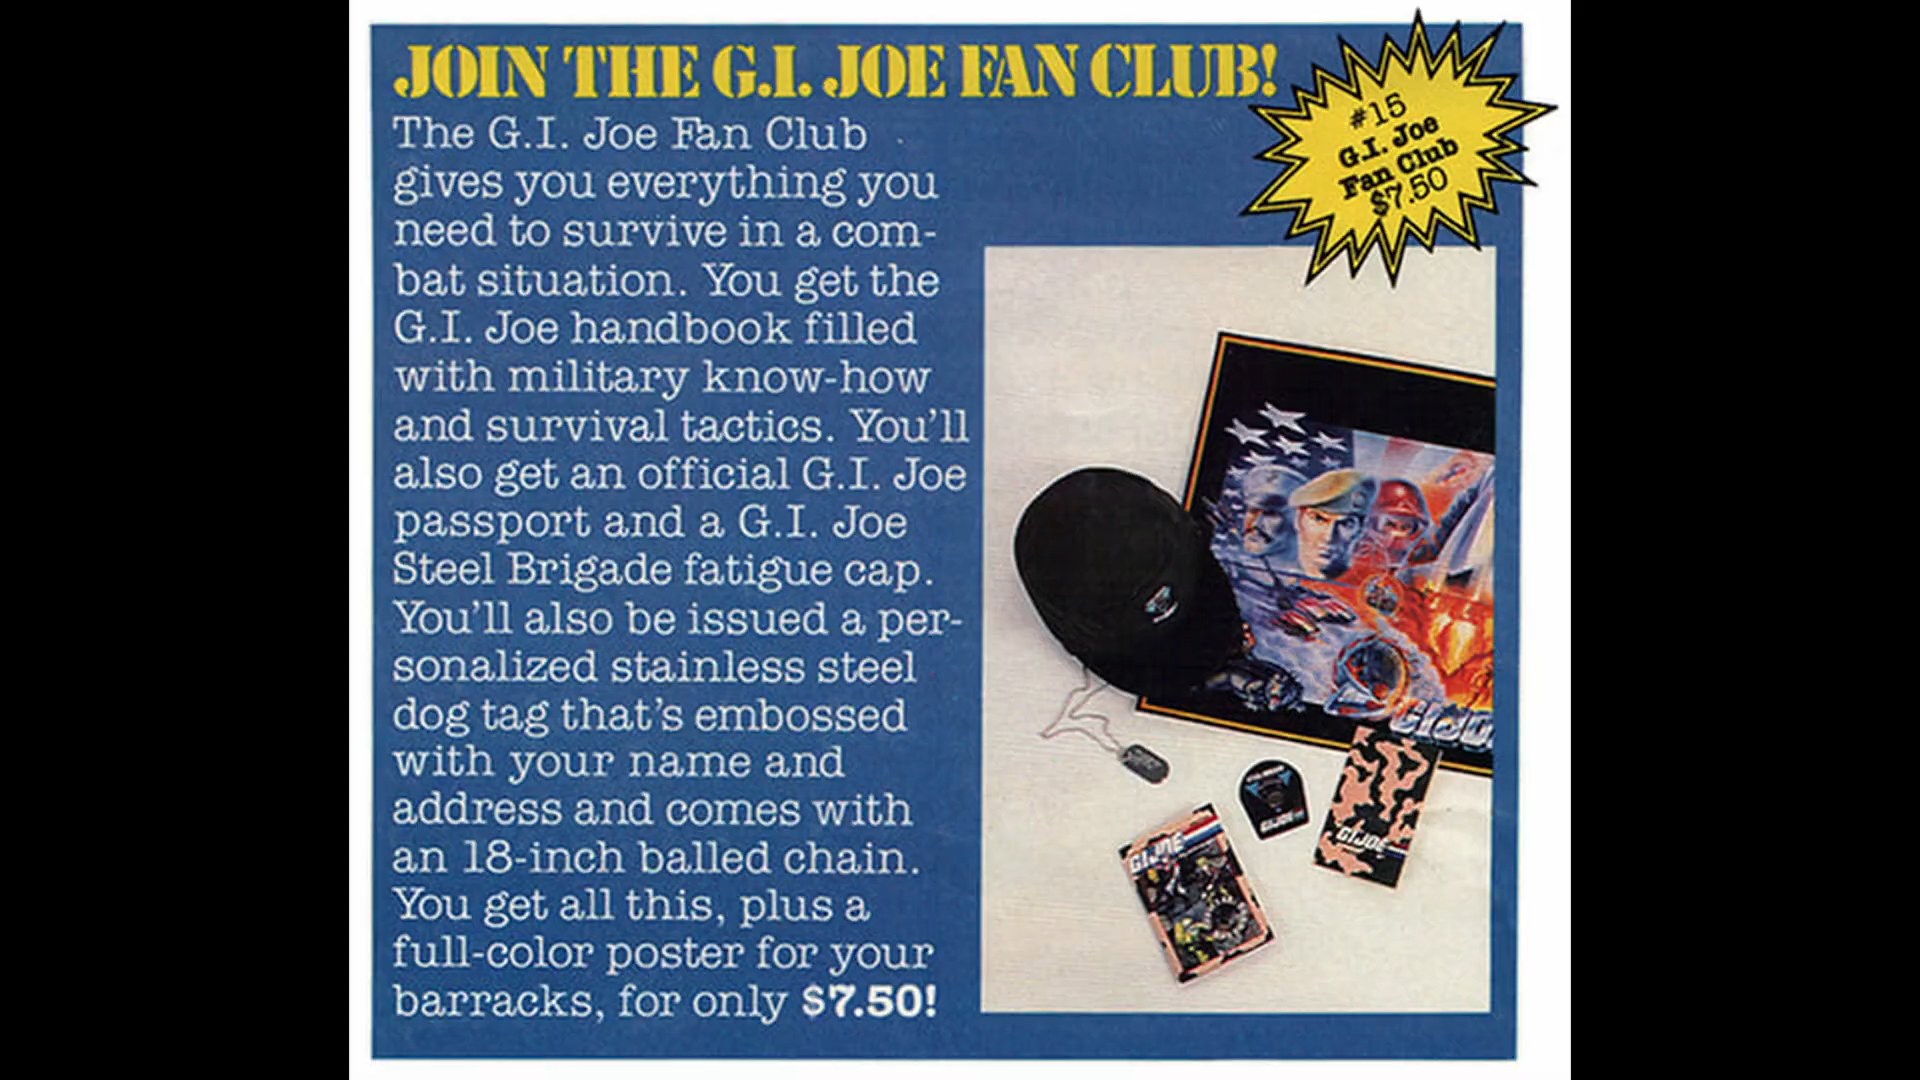 JOIN THE G.I. JOE FAN CLUB!
#15
G.I. Joe
Fan Club
$7.50
The G.I. Joe Fan Club
gives you everything you
need to survive in a com-
bat situation. You get the
G.I. Joe handbook filled
with military know-how
and survival tactics. You'll
also get an official G.I. Joe
passport and a G.I. Joe
Steel Brigade fatigue cap.
You'll also be issued a per-
sonalized stainless steel
dog tag that's embossed
with your name and
address and comes with
an 18-inch balled chain.
You get all this, plus a
full-color poster for your
barracks, for only $7.50!
G.I. JOE
G.I. JOE
G.I. JOE
G.I. JOE